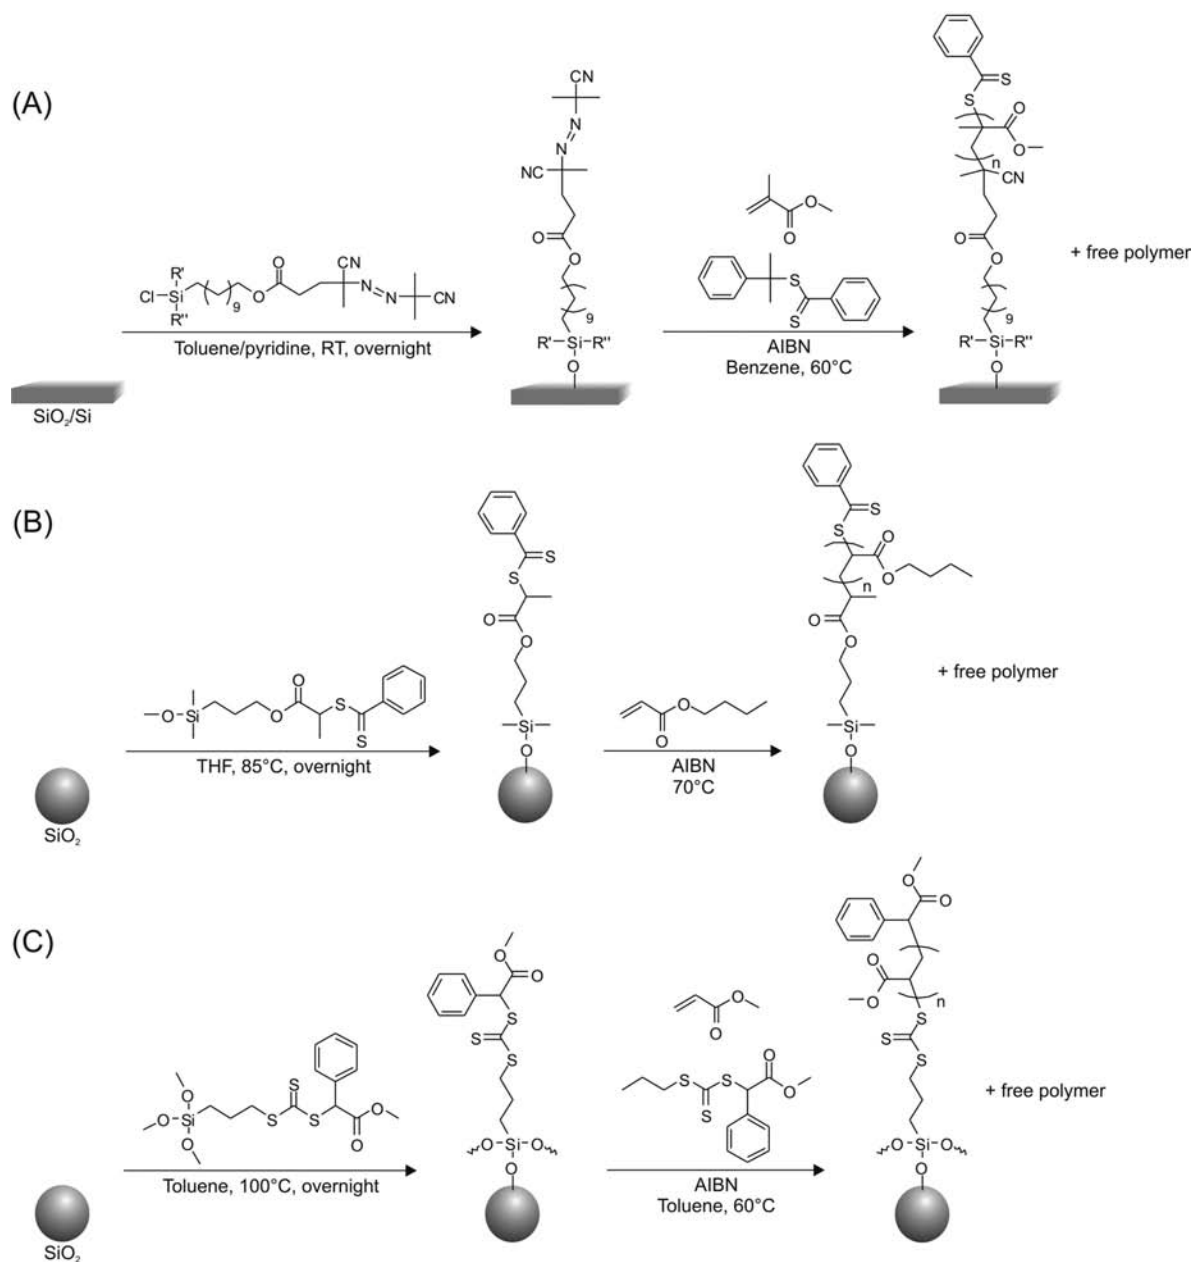 (A)
CN
N
N
NC
O
O
9
R'-Si-R''
O
R'
Cl-Si
R''
9
O
O
CN
N
N
CN
Toluene/pyridine, RT, overnight
SiO₂/Si
O
O
S
S
AIBN
Benzene, 60°C
S
S
O
O
n
CN
O
O
9
R'-Si-R''
O
+ free polymer
(B)
S
S
O
O
Si
O
O
Si
O
O
S
S
THF, 85°C, overnight
SiO₂
O
O
AIBN
70°C
S
S
O
O
n
O
O
Si
O
+ free polymer
(C)
O
O
S
S
S
O-Si-O
O
O
O
Si
O
S
S
S
O
O
Toluene, 100°C, overnight
SiO₂
O
O
S
S
S
O
O
AIBN
Toluene, 60°C
O
O
O
O
n
S
S
S
O-Si-O
O
+ free polymer